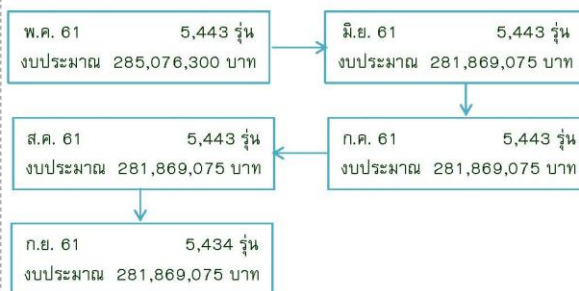 พ.ค. 61 5,443 รุ่น
งบประมาณ 285,076,300 บาท
มิ.ย. 61 5,443 รุ่น
งบประมาณ 281,869,075 บาท
ก.ค. 61 5,443 รุ่น
งบประมาณ 281,869,075 บาท
ส.ค. 61 5,443 รุ่น
งบประมาณ 281,869,075 บาท
ก.ย. 61 5,434 รุ่น
งบประมาณ 281,869,075 บาท